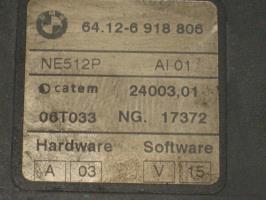 64.12-6 918 806
NE512P AI 01
catem 24003,01
06T033 NG. 17372
Hardware Software
A 03 V 15